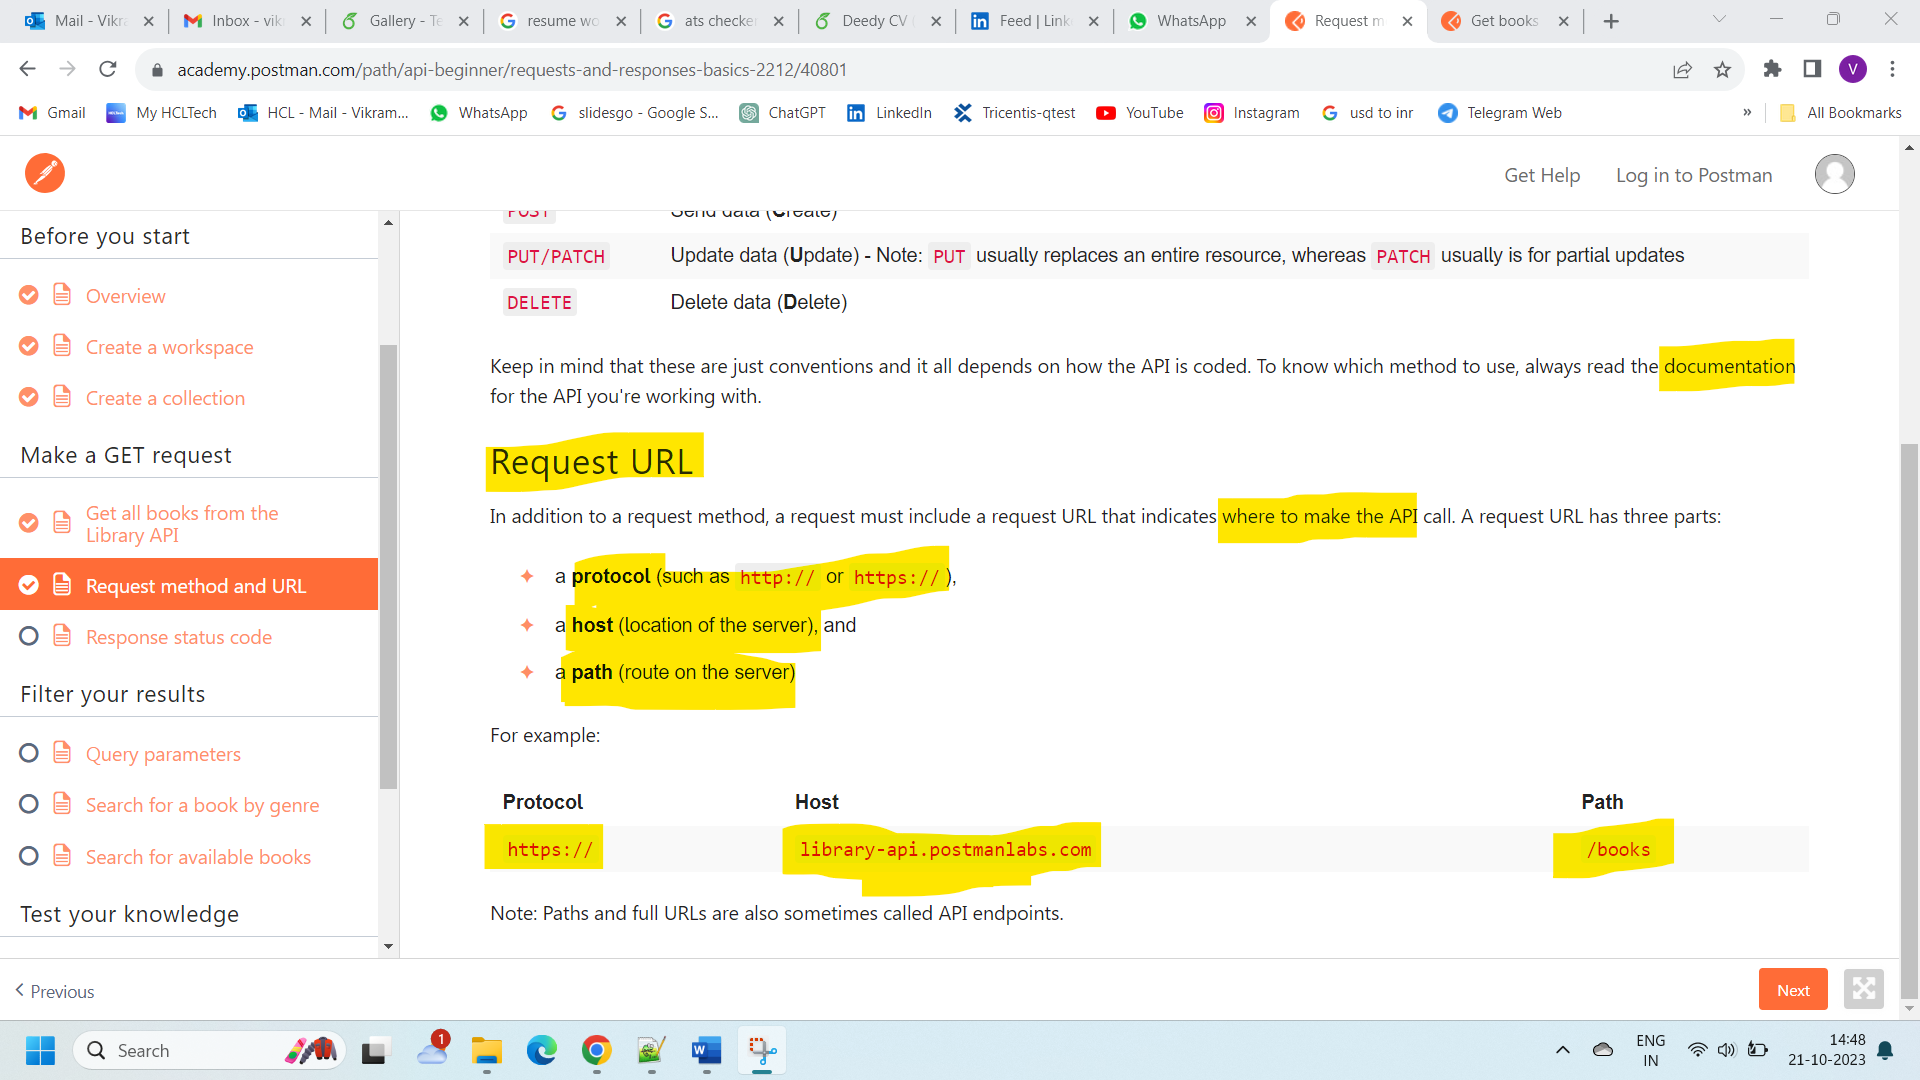 Mail - Vikra
Inbox - vik
Gallery - Te
resume wo
ats checke
Deedy CV
Feed | Link
WhatsApp
Request m
Get books
academy.postman.com/path/api-beginner/requests-and-responses-basics-2212/40801
V
Gmail
My HCLTech
HCL - Mail - Vikram...
WhatsApp
slidesgo - Google S...
ChatGPT
LinkedIn
Tricentis-qtest
YouTube
Instagram
usd to inr
Telegram Web
»
All Bookmarks
Get Help
Log in to Postman
Before you start
Overview
Create a workspace
Create a collection
Make a GET request
Get all books from the
Library API
Request method and URL
Response status code
Filter your results
Query parameters
Search for a book by genre
Search for available books
Test your knowledge
POST Send data (Create)
PUT/PATCH Update data (Update) - Note: PUT usually replaces an entire resource, whereas PATCH usually is for partial updates
DELETE Delete data (Delete)
Keep in mind that these are just conventions and it all depends on how the API is coded. To know which method to use, always read the documentation
for the API you're working with.
Request URL
In addition to a request method, a request must include a request URL that indicates where to make the API call. A request URL has three parts:
a protocol (such as http:// or https://),
a host (location of the server), and
a path (route on the server)
For example:
Protocol Host Path
https:// library-api.postmanlabs.com /books
Note: Paths and full URLs are also sometimes called API endpoints.
Previous
Next
Search
1
ENG
IN
14:48
21-10-2023